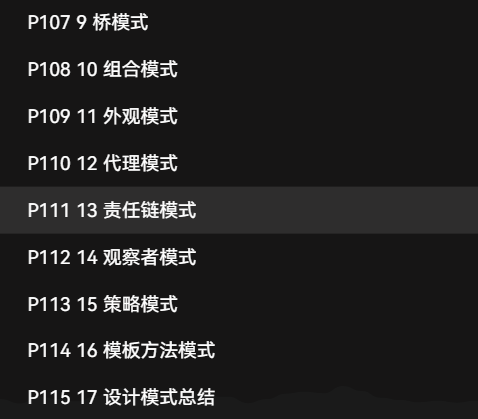 P107 9 桥模式
P108 10 组合模式
P109 11 外观模式
P110 12 代理模式
P111 13 责任链模式
P112 14 观察者模式
P113 15 策略模式
P114 16 模板方法模式
P115 17 设计模式总结